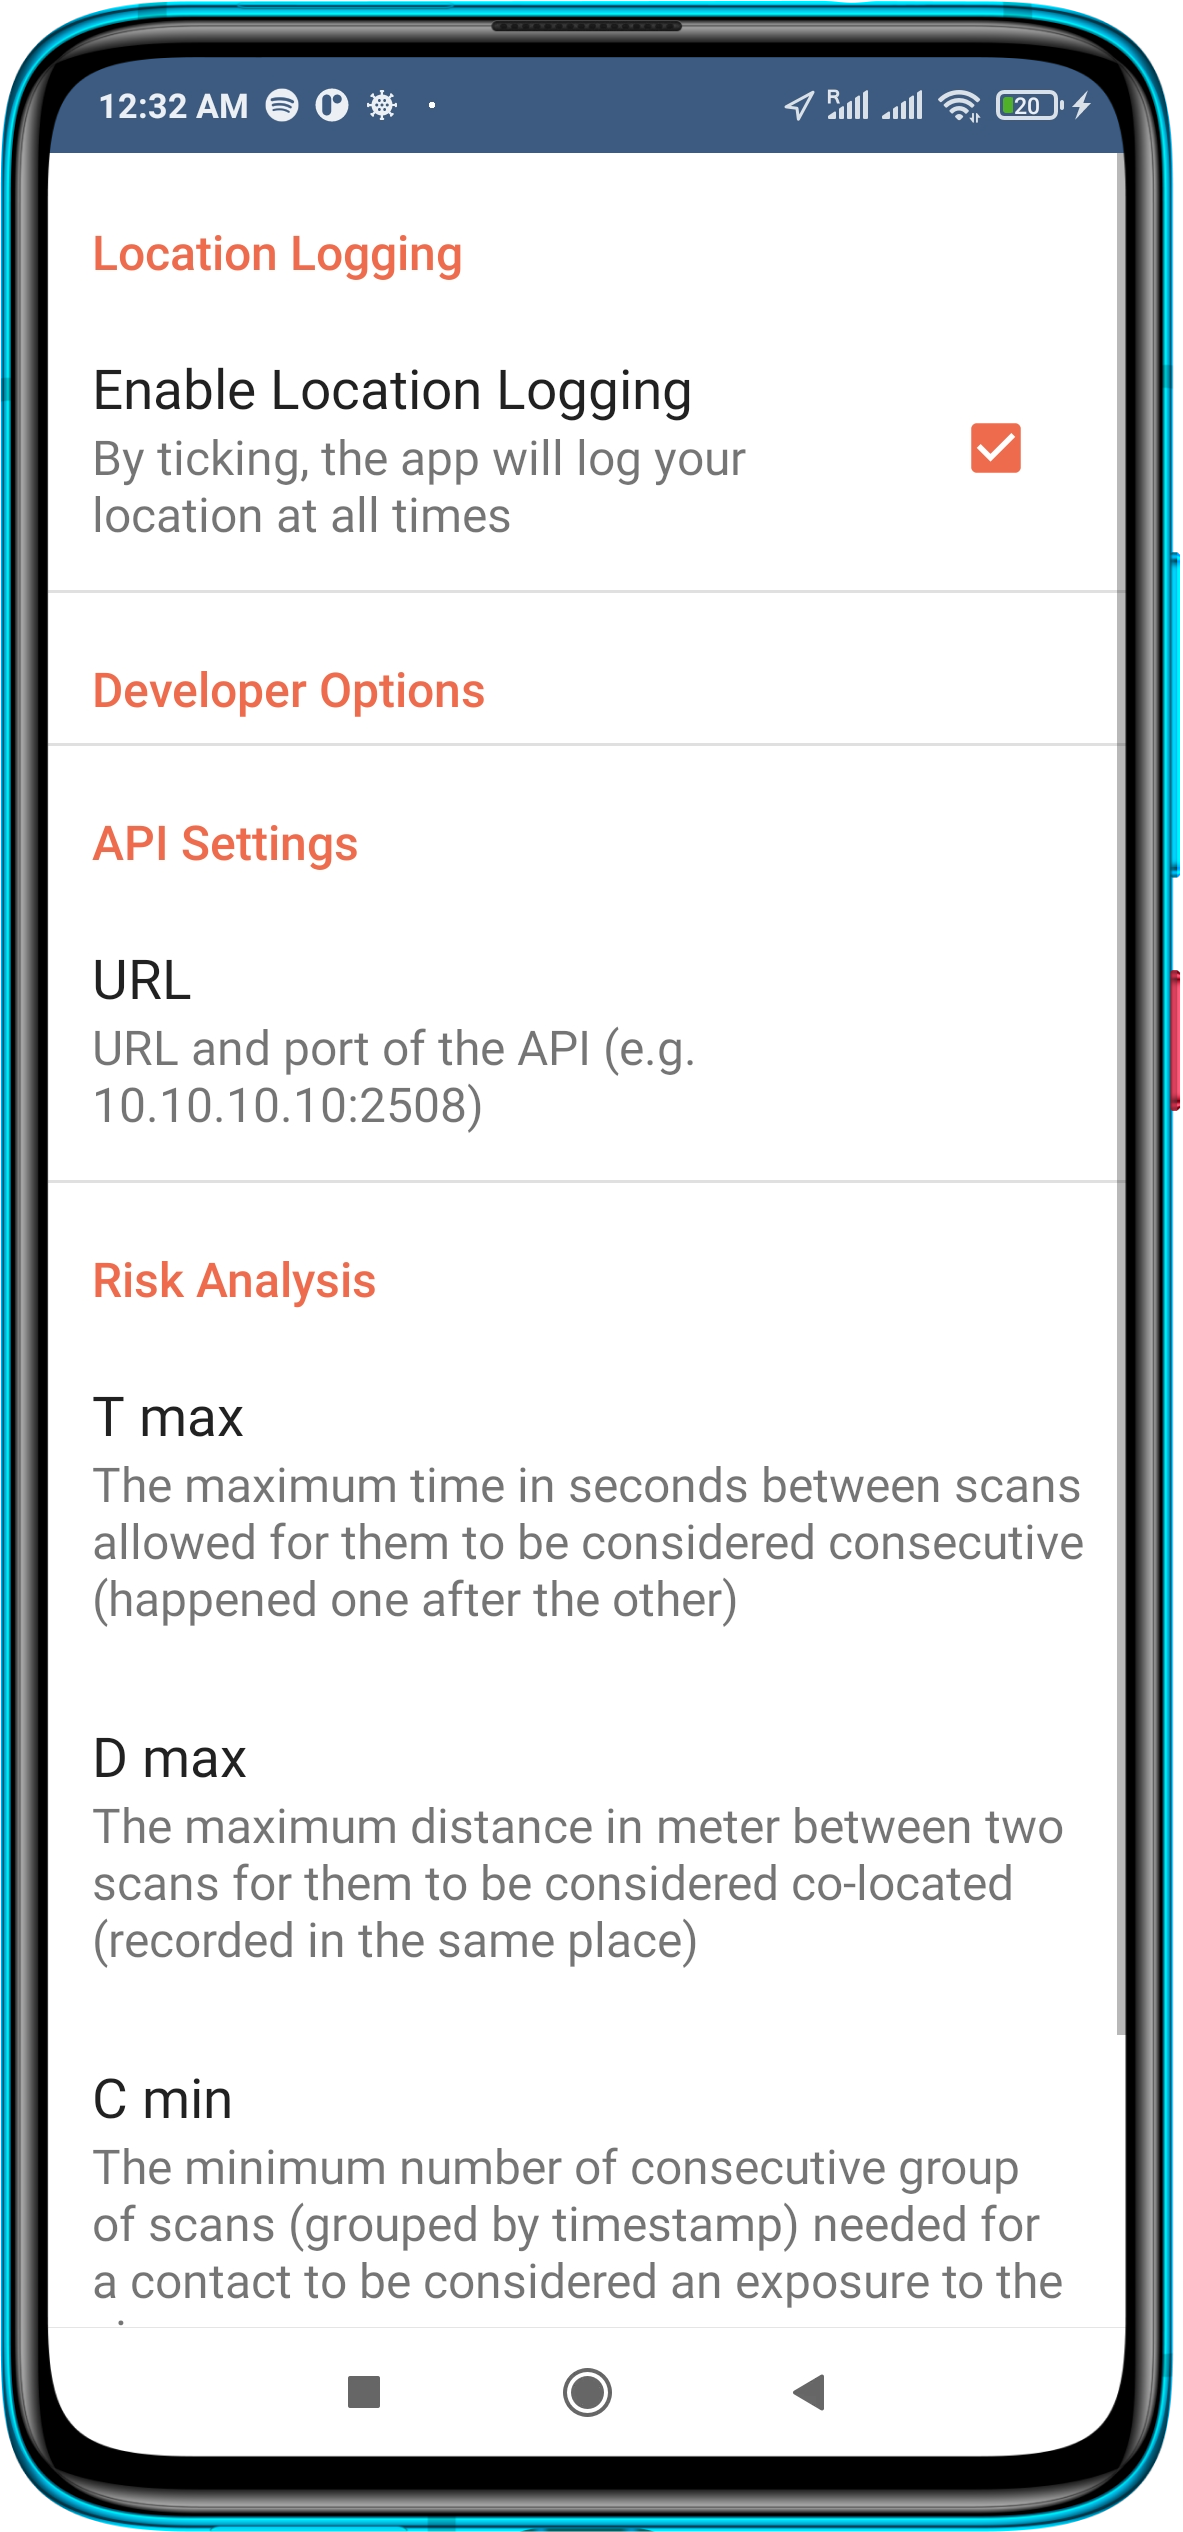 12:32 AM
R
20
Location Logging
Enable Location Logging
By ticking, the app will log your
location at all times
Developer Options
API Settings
URL
URL and port of the API (e.g.
10.10.10.10:2508)
Risk Analysis
T max
The maximum time in seconds between scans
allowed for them to be considered consecutive
(happened one after the other)
D max
The maximum distance in meter between two
scans for them to be considered co-located
(recorded in the same place)
C min
The minimum number of consecutive group
of scans (grouped by timestamp) needed for
a contact to be considered an exposure to the